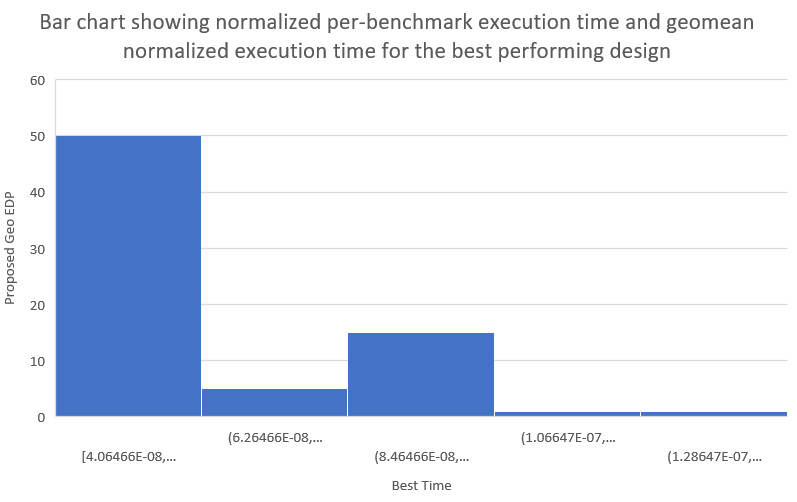 Bar chart showing normalized per-benchmark execution time and geomean
normalized execution time for the best performing design
60
50
40
30
20
10
0
Proposed Geo EDP
[4.06466E-08,...
(6.26466E-08,...
(8.46466E-08,...
(1.06647E-07,...
(1.28647E-07,...
Best Time